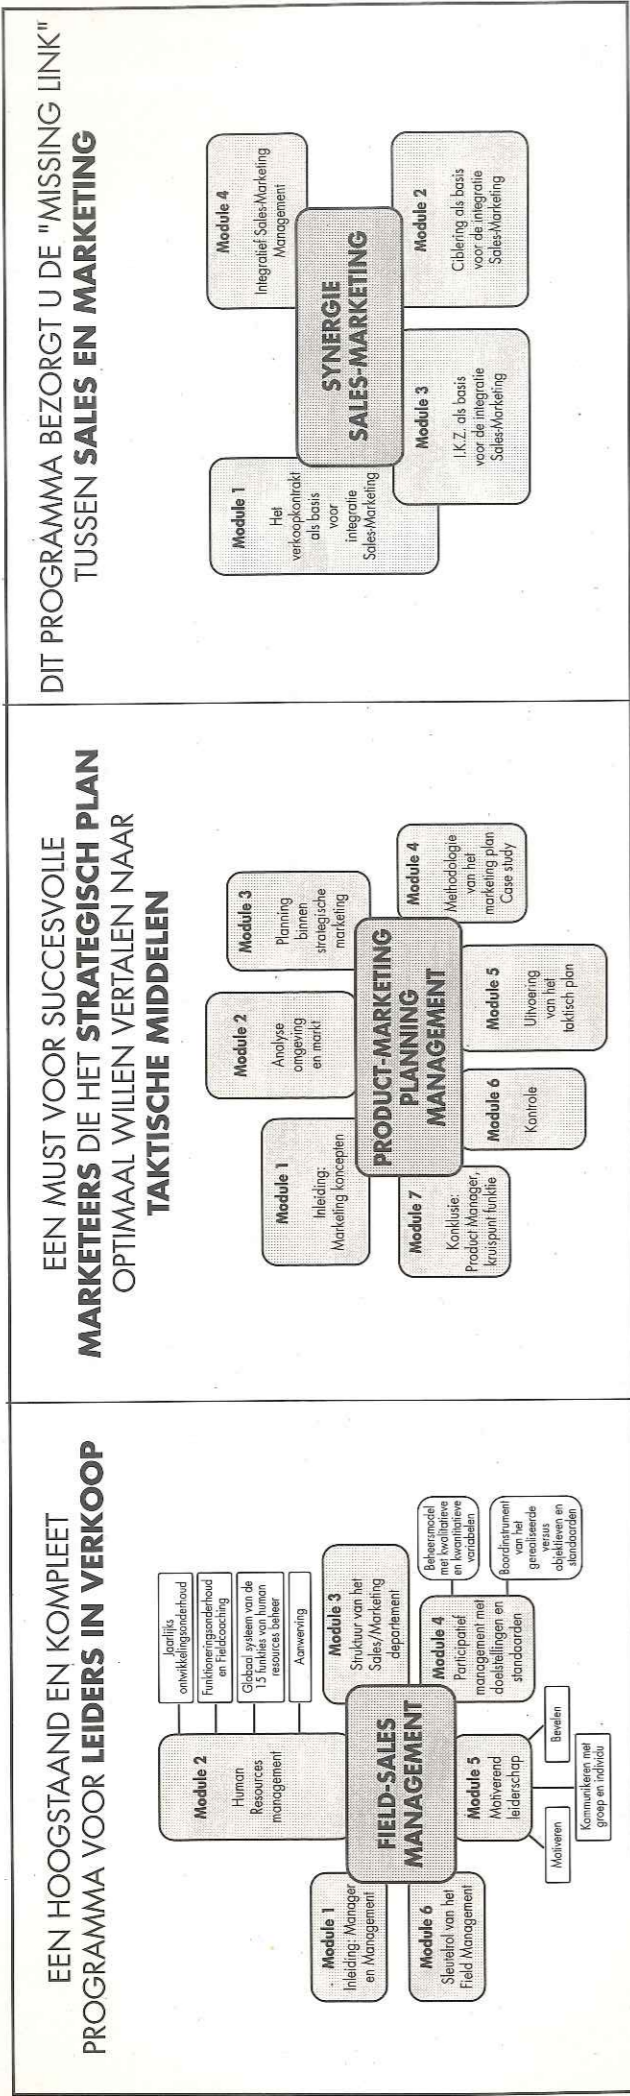 EEN HOOGSTAAND EN KOMPLEET
PROGRAMMA VOOR LEIDERS IN VERKOOP
Module 1
Inleiding: Manager
en Management
Module 2
Human
Resources
management
Jaarlijks
ontwikkelingsonderhoud
Funktioneringsonderhoud
en Fieldcoaching
Globaal systeem van de
15 funkties van human
resources beheer
Aanwerving
Module 3
Struktuur van het
Sales/Marketing
departement
FIELD-SALES
MANAGEMENT
Module 4
Participatief
management met
doelstellingen en
standaarden
Beheersmodel
met kwalitatieve
en kwantitatieve
variabelen
Boordinstrument
van het
gerealiseerde
versus
objektieven en
standaarden
Module 5
Motiverend
leiderschap
Motiveren
Bevelen
Kommunikeren met
groep en individu
Module 6
Sleutelrol van het
Field Management
EEN MUST VOOR SUCCESVOLLE
MARKETEERS DIE HET STRATEGISCH PLAN
OPTIMAAL WILLEN VERTALEN NAAR
TAKTISCHE MIDDELEN
Module 1
Inleiding:
Marketing koncepten
Module 2
Analyse
omgeving
en markt
Module 3
Planning
binnen
strategische
marketing
PRODUCT-MARKETING
PLANNING
MANAGEMENT
Module 4
Methodologie
van het
marketing plan
Case study
Module 5
Uitvoering
van het
taktisch plan
Module 6
Kontrole
Module 7
Konklusie:
Product Manager,
kruispunt funktie
DIT PROGRAMMA BEZORGT U DE "MISSING LINK"
TUSSEN SALES EN MARKETING
Module 1
Het
verkoopkontrakt
als basis
voor
integratie
Sales-Marketing
Module 4
Integratief Sales-Marketing
Management
SYNERGIE
SALES-MARKETING
Module 3
I.K.Z. als basis
voor de integratie
Sales-Marketing
Module 2
Ciblering als basis
voor de integratie
Sales-Marketing